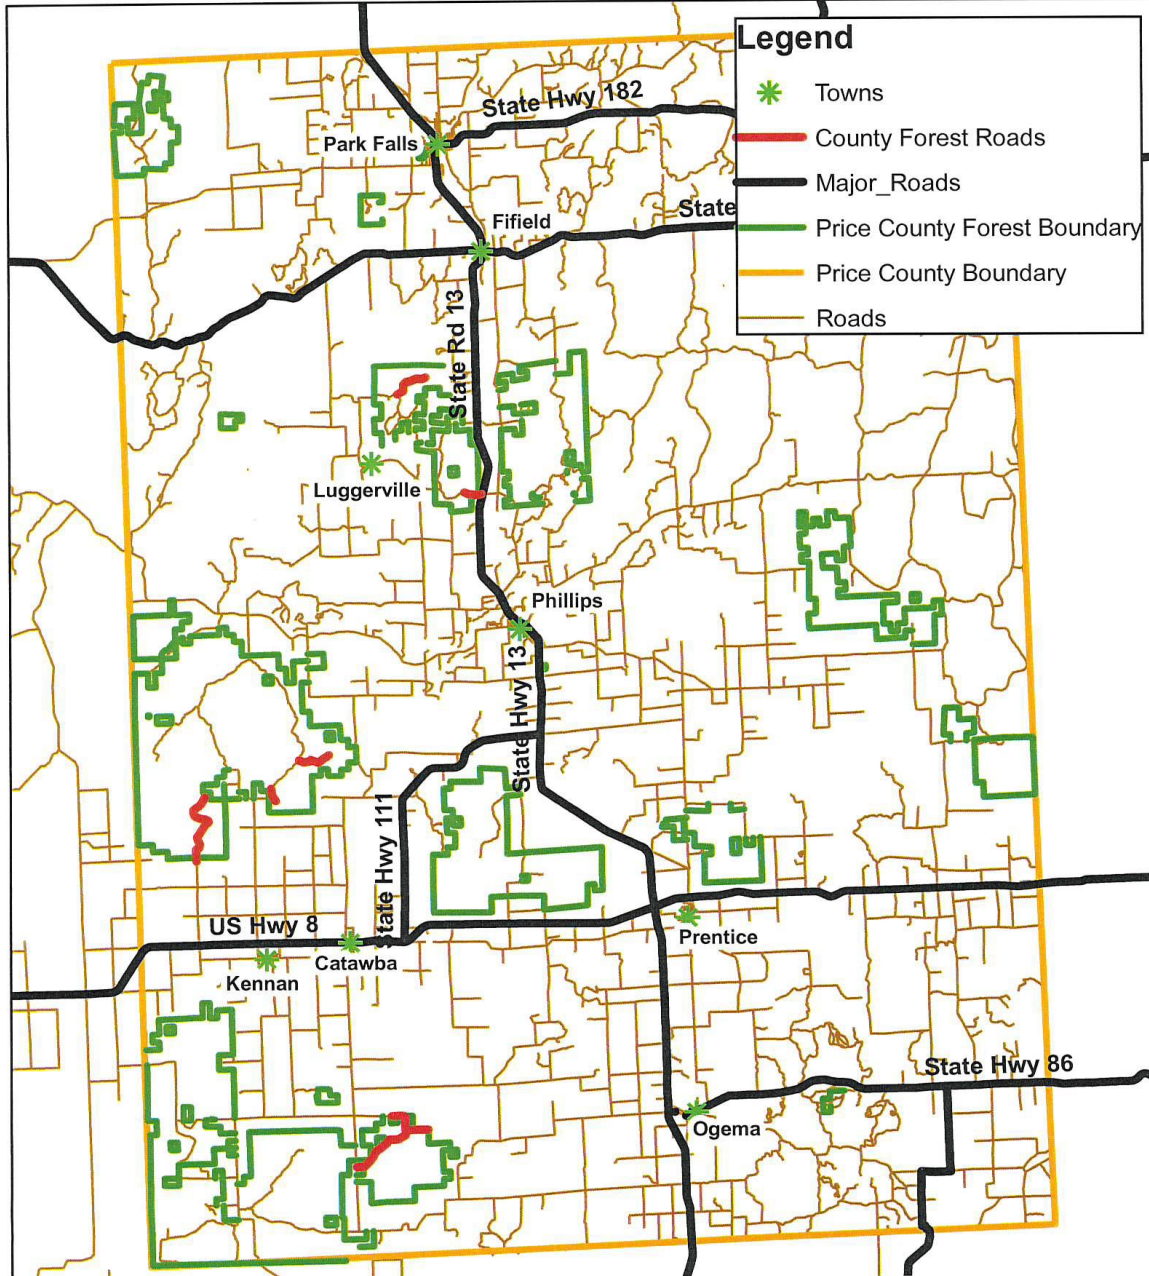 Legend
Towns
County Forest Roads
Major_Roads
Price County Forest Boundary
Price County Boundary
Roads
State Hwy 182
Park Falls
State
Fifield
State Rd 13
Luggerville
Phillips
State Hwy 13
State Hwy 111
US Hwy 8
Catawba
Kennan
Prentice
State Hwy 86
Ogema